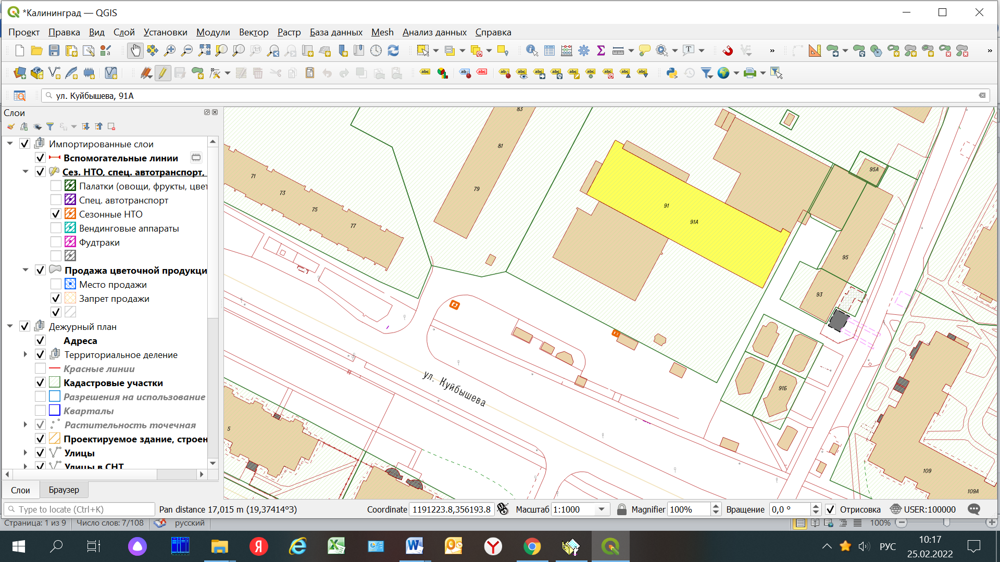 *Калининград — QGIS
Проект Правка Вид Слой Установки Модули Вектор Растр База данных Mesh Анализ данных Справка
ул. Куйбышева, 91А
Слои
Импортированные слои
Вспомогательные линии
Сез. НТО, спец. автотранспорт,
Палатки (овощи, фрукты, цвет
Спец. автотранспорт
Сезонные НТО
Вендинговые аппараты
Фудтраки
Продажа цветочной продукци
Место продажи
Запрет продажи
Дежурный план
Адреса
Территориальное деление
Красные линии
Кадастровые участки
Разрешения на использование
Кварталы
Растительность точечная
Проектируемое здание, строен
Улицы
Улицы в СНТ
Слои Браузер
83
81
79
71
73
75
77
91
91А
95А
95
93
91Б
5
109
109А
ул. Куйбышева
Type to locate (Ctrl+K) Pan distance 17,015 m (19,37414°З) Coordinate 1191223.8,356193.8 Масштаб 1:1000 Magnifier 100% Вращение 0,0 ° Отрисовка USER:100000
Страница: 1 из 9 Число слов: 7/108 русский 100%
РУС
10:17
25.02.2022